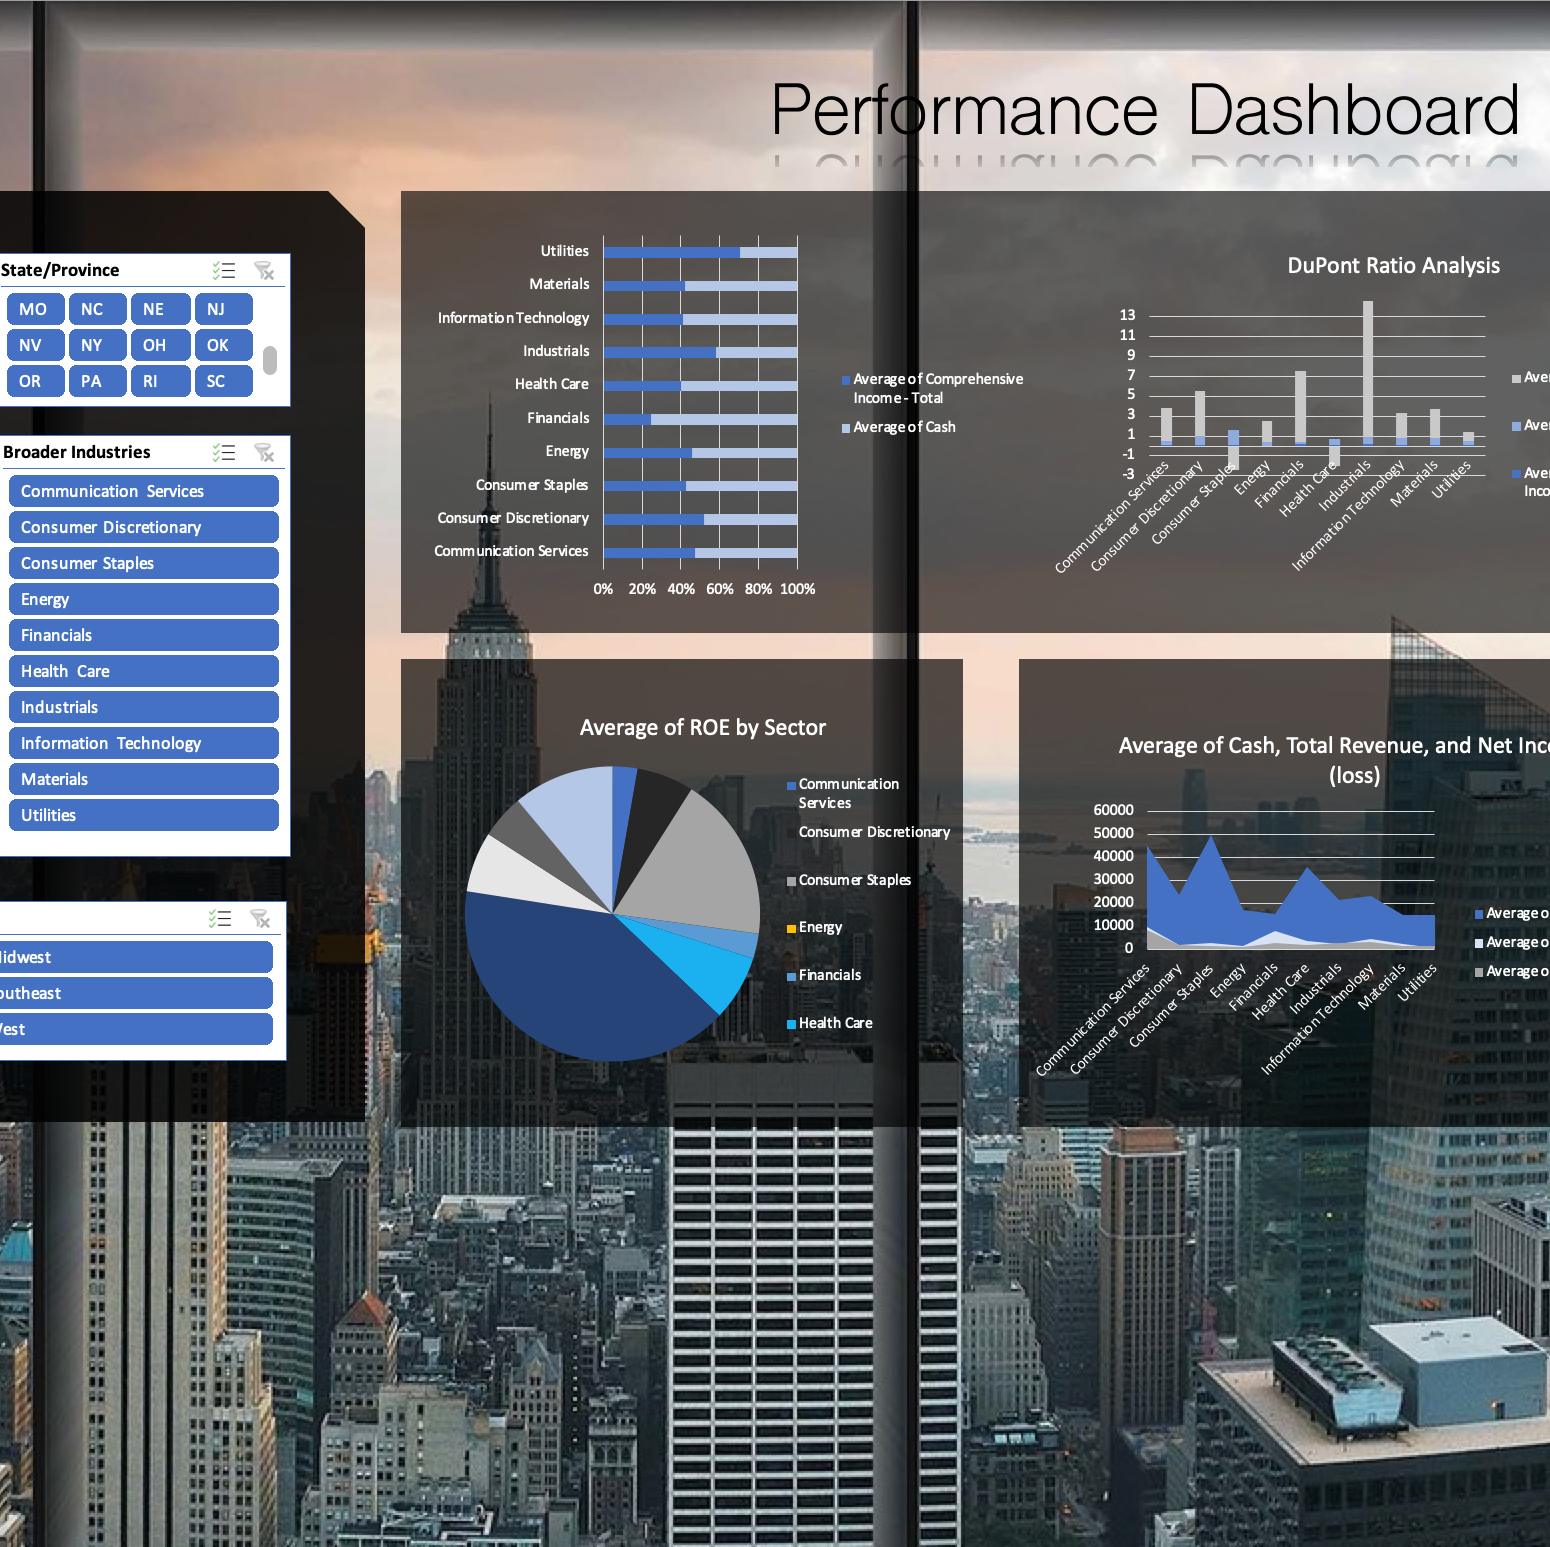 Performance Dashboard
State/Province
MO NC NE NJ
NV NY OH OK
OR PA RI SC
Broader Industries
Communication Services
Consumer Discretionary
Consumer Staples
Energy
Financials
Health Care
Industrials
Information Technology
Materials
Utilities
idwest
outheast
est
Utilities
Materials
Information Technology
Industrials
Health Care
Financials
Energy
Consumer Staples
Consumer Discretionary
Communication Services
0% 20% 40% 60% 80% 100%
Average of Comprehensive
Income - Total
Average of Cash
DuPont Ratio Analysis
13
11
9
7
5
3
1
-1
-3
Communication Services
Consumer Discretionary
Consumer Staples
Energy
Financials
Health Care
Industrials
Information Technology
Materials
Utilities
Aver
Aver
Aver
Inco
Average of ROE by Sector
Communication
Services
Consumer Discretionary
Consumer Staples
Energy
Financials
Health Care
Average of Cash, Total Revenue, and Net Inco
(loss)
60000
50000
40000
30000
20000
10000
0
Communication Services
Consumer Discretionary
Consumer Staples
Energy
Financials
Health Care
Industrials
Information Technology
Materials
Utilities
Average o
Average o
Average o